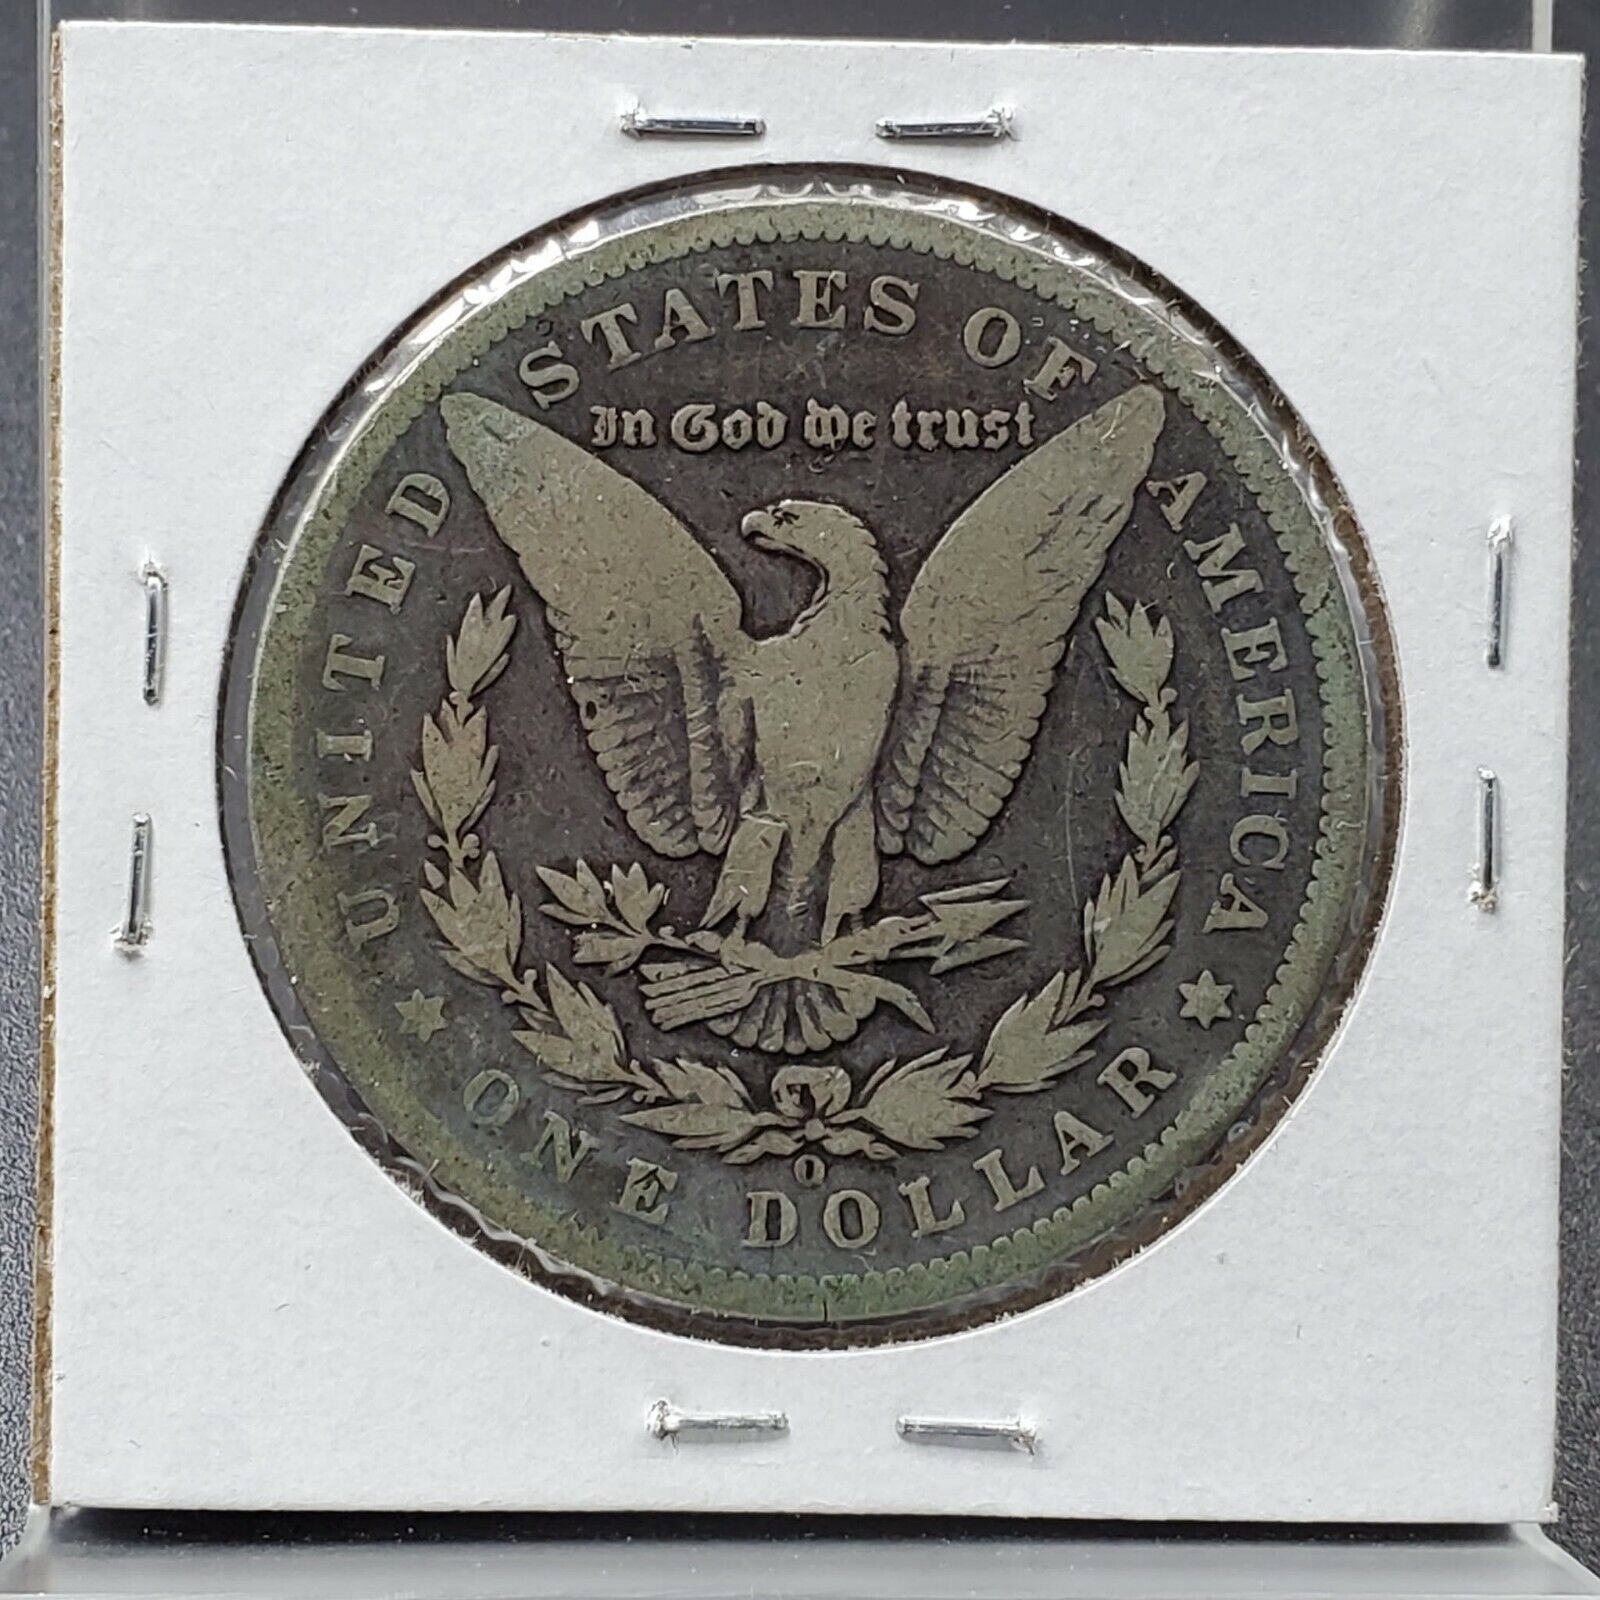 UNITED STATES OF AMERICA
In God We trust
O
★ ONE DOLLAR ★